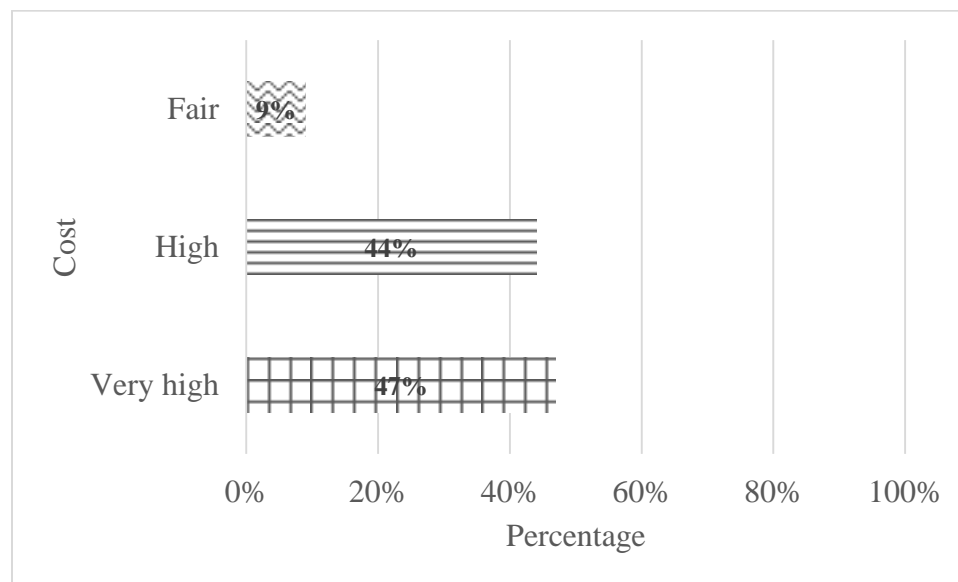 Fair
9%
High
44%
Very high
47%
Cost
0% 20% 40% 60% 80% 100%
Percentage